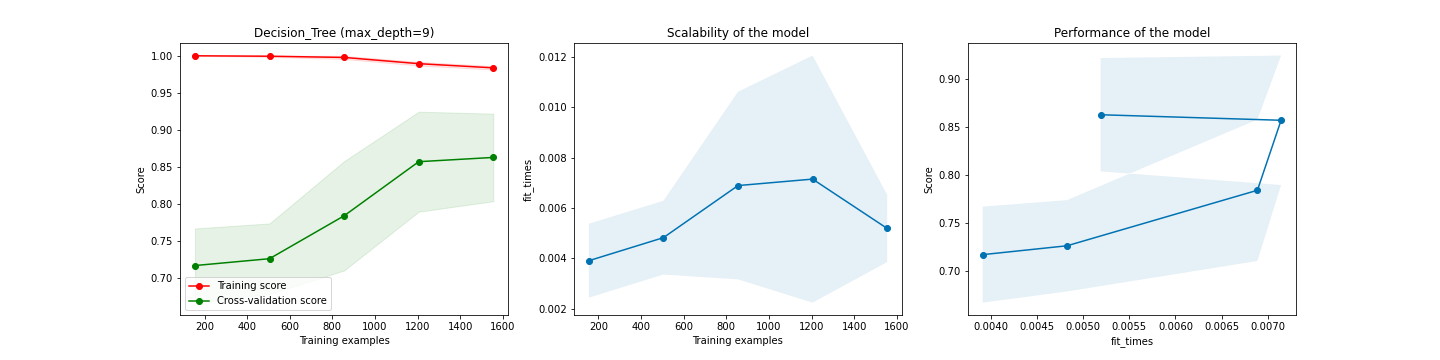 Decision_Tree (max_depth=9)
Score
1.00
0.95
0.90
0.85
0.80
0.75
0.70
Training score
Cross-validation score
200 400 600 800 1000 1200 1400 1600
Training examples
Scalability of the model
fit_times
0.012
0.010
0.008
0.006
0.004
0.002
200 400 600 800 1000 1200 1400 1600
Training examples
Performance of the model
Score
0.90
0.85
0.80
0.75
0.70
0.0040 0.0045 0.0050 0.0055 0.0060 0.0065 0.0070
fit_times